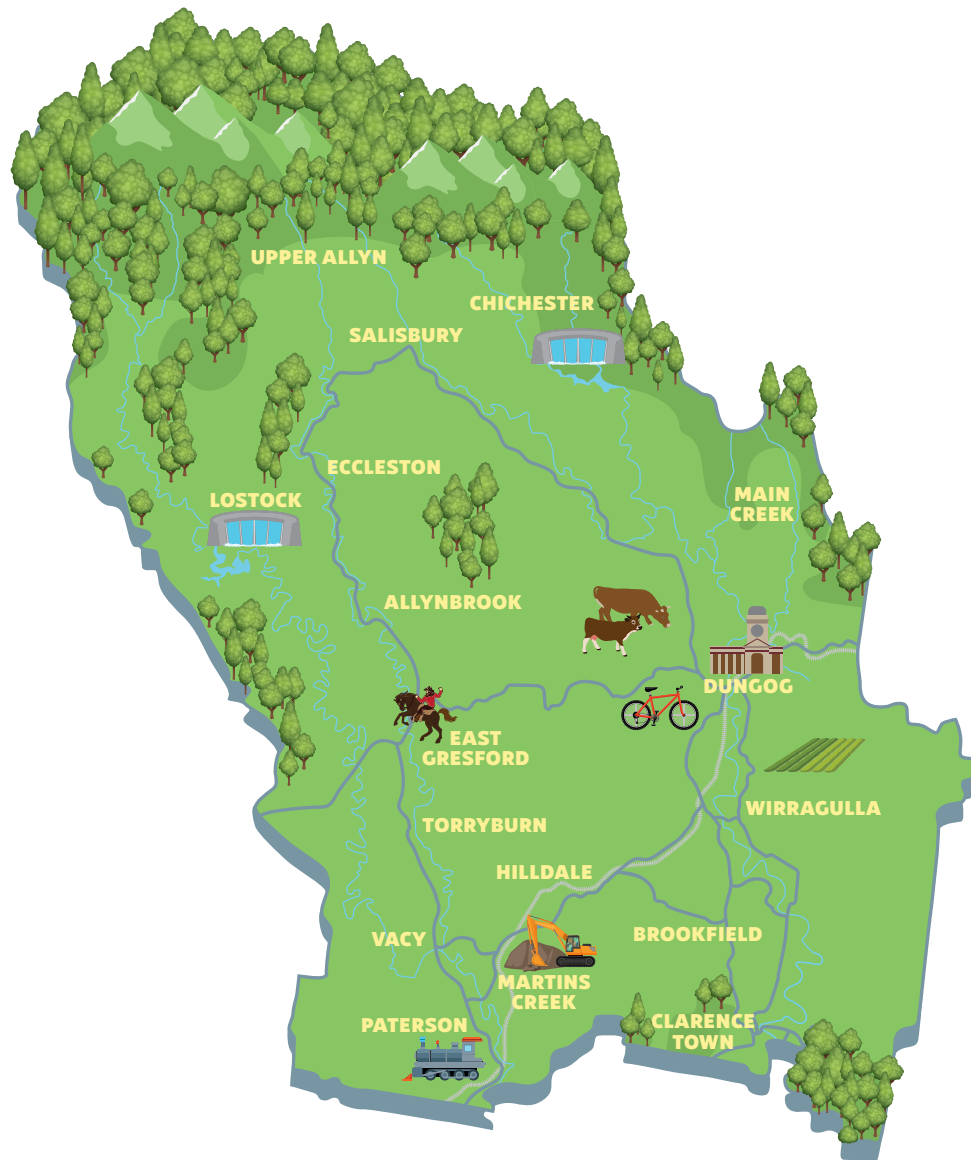 UPPER ALLYN
CHICHESTER
SALISBURY
ECCLESTON
LOSTOCK
MAIN
CREEK
ALLYNBROOK
DUNGOG
EAST
GRESFORD
WIRRAGULLA
TORRYBURN
HILLDALE
BROOKFIELD
VACY
MARTINS
CREEK
PATERSON
CLARENCE
TOWN